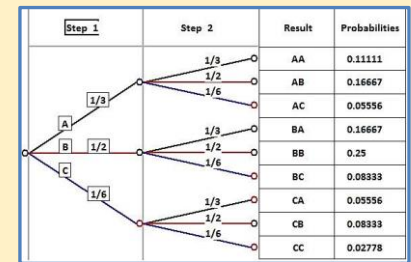 Step 1 Step 2 Result Probabilities
1/3 AA 0.11111
1/2 AB 0.16667
1/6 AC 0.05556
A 1/3
1/3 BA 0.16667
B 1/2 1/2 BB 0.25
1/6 BC 0.08333
C 1/6
1/3 CA 0.05556
1/2 CB 0.08333
1/6 CC 0.02778